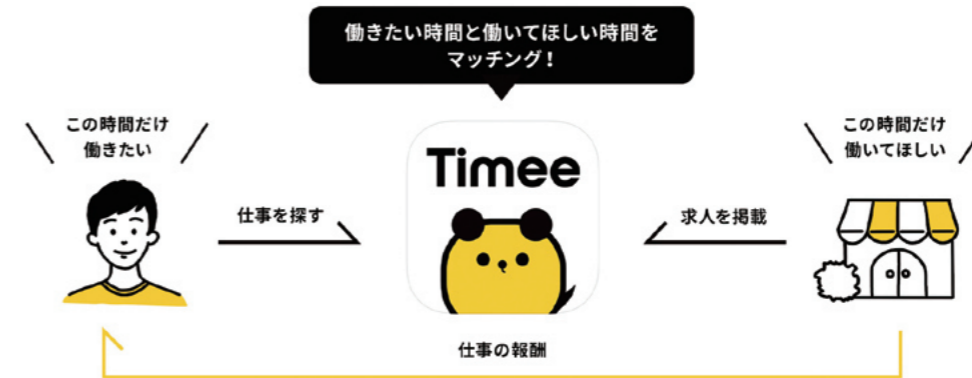 働きたい時間と働いてほしい時間を
マッチング！
この時間だけ
働きたい
この時間だけ
働いてほしい
Timee
仕事を探す
求人を掲載
仕事の報酬